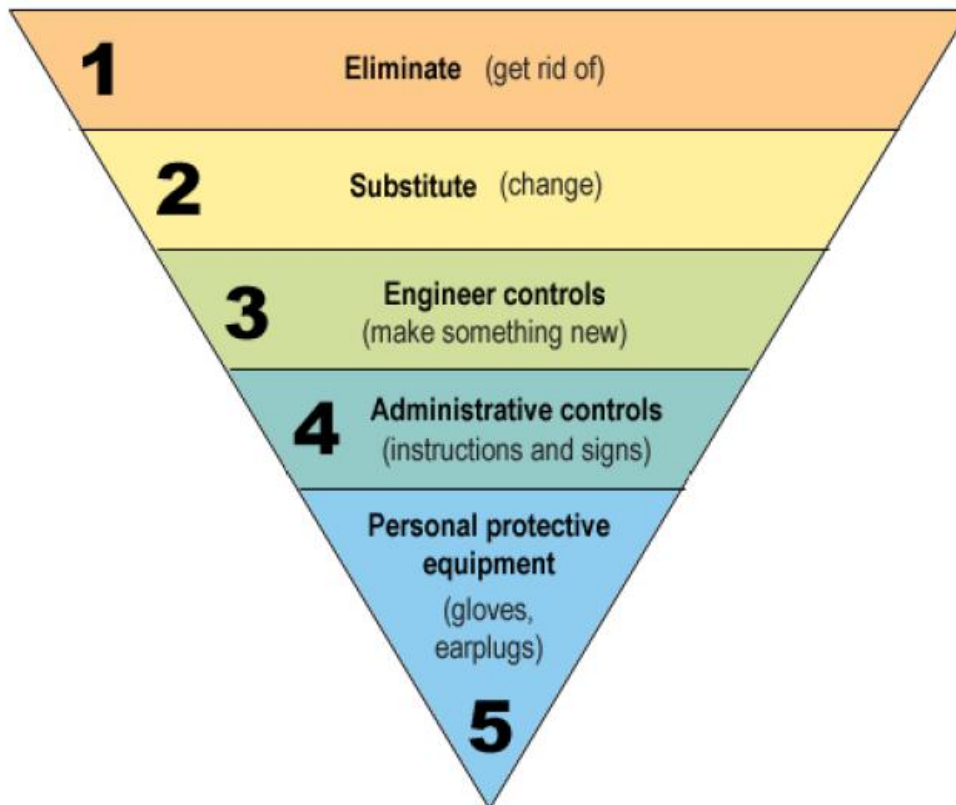 1 Eliminate (get rid of)
2 Substitute (change)
3 Engineer controls
(make something new)
4 Administrative controls
(instructions and signs)
Personal protective
equipment
(gloves,
earplugs)
5